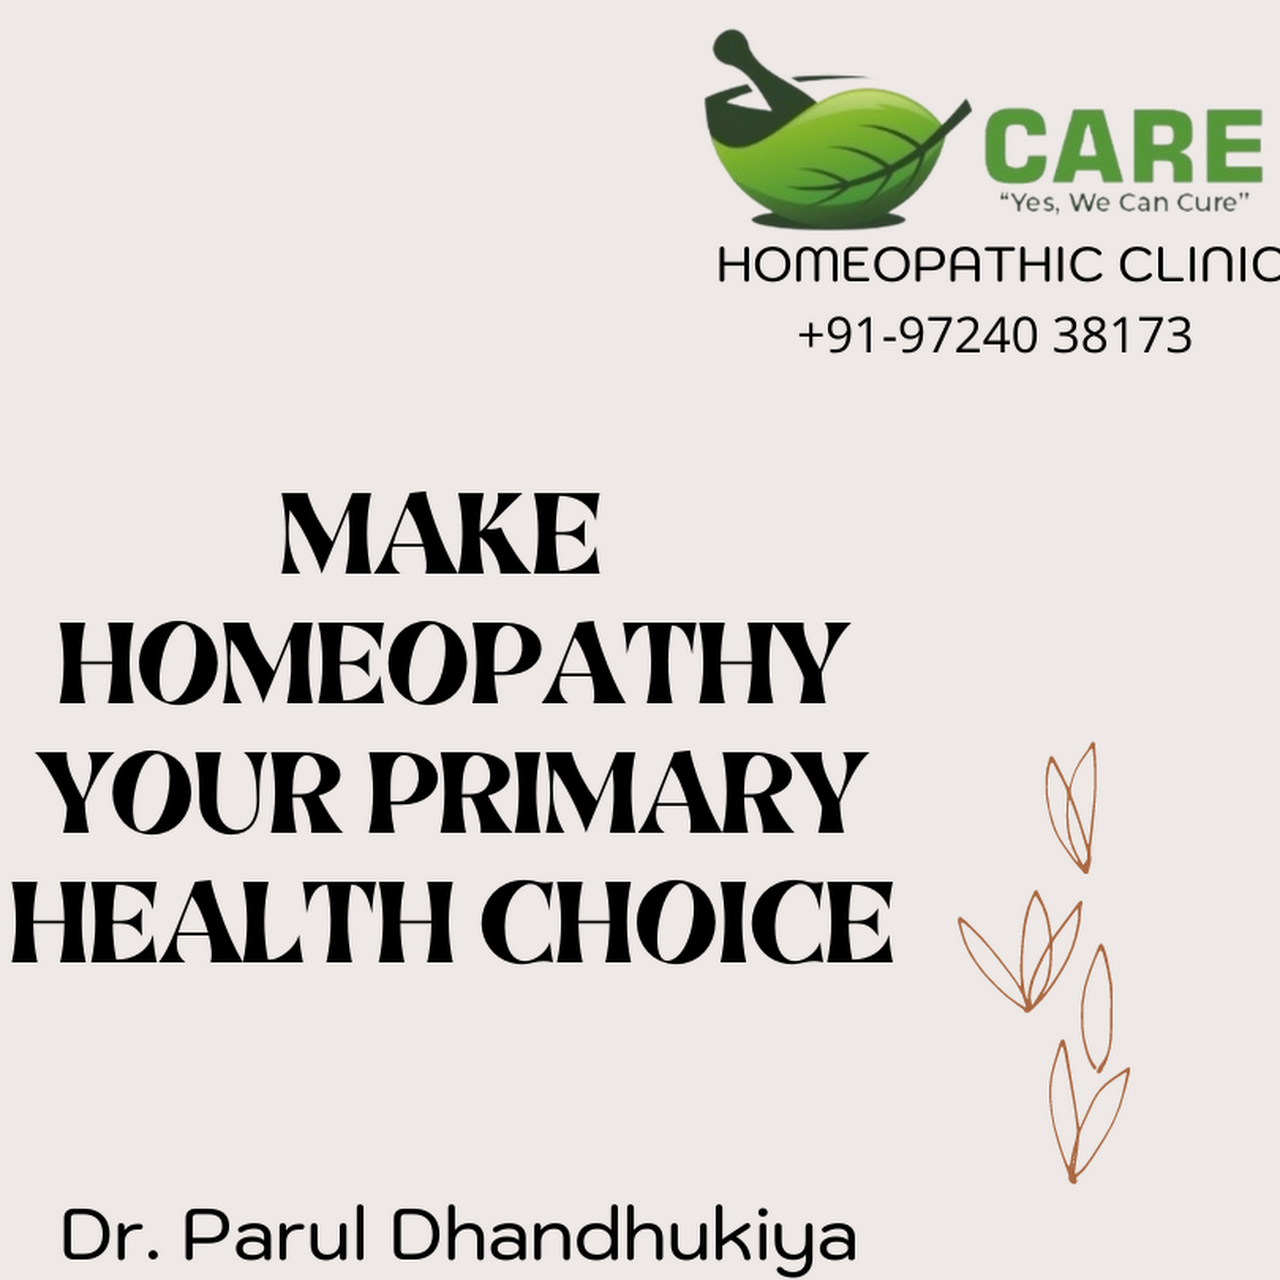 CARE
“Yes, We Can Cure”
HOMEOPATHIC CLINIC
+91-97240 38173
MAKE
HOMEOPATHY
YOUR PRIMARY
HEALTH CHOICE
Dr. Parul Dhandhukiya